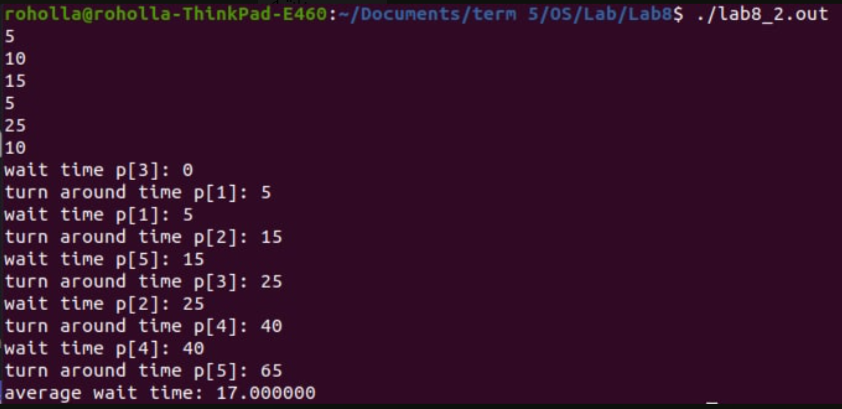 roholla@roholla-ThinkPad-E460:~/Documents/term 5/OS/Lab/Lab8$ ./lab8_2.out
5
10
15
5
25
10
wait time p[3]: 0
turn around time p[1]: 5
wait time p[1]: 5
turn around time p[2]: 15
wait time p[5]: 15
turn around time p[3]: 25
wait time p[2]: 25
turn around time p[4]: 40
wait time p[4]: 40
turn around time p[5]: 65
average wait time: 17.000000